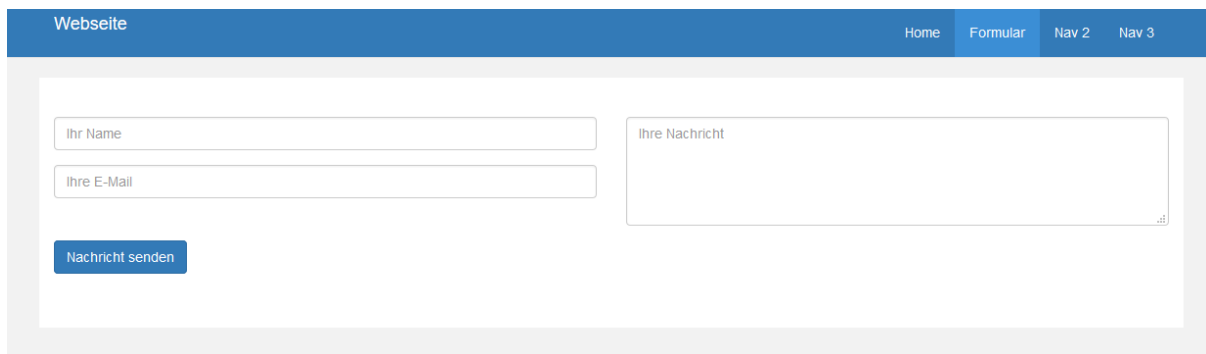 Webseite
Home Formular Nav 2 Nav 3
Ihr Name
Ihre E-Mail
Ihre Nachricht
Nachricht senden